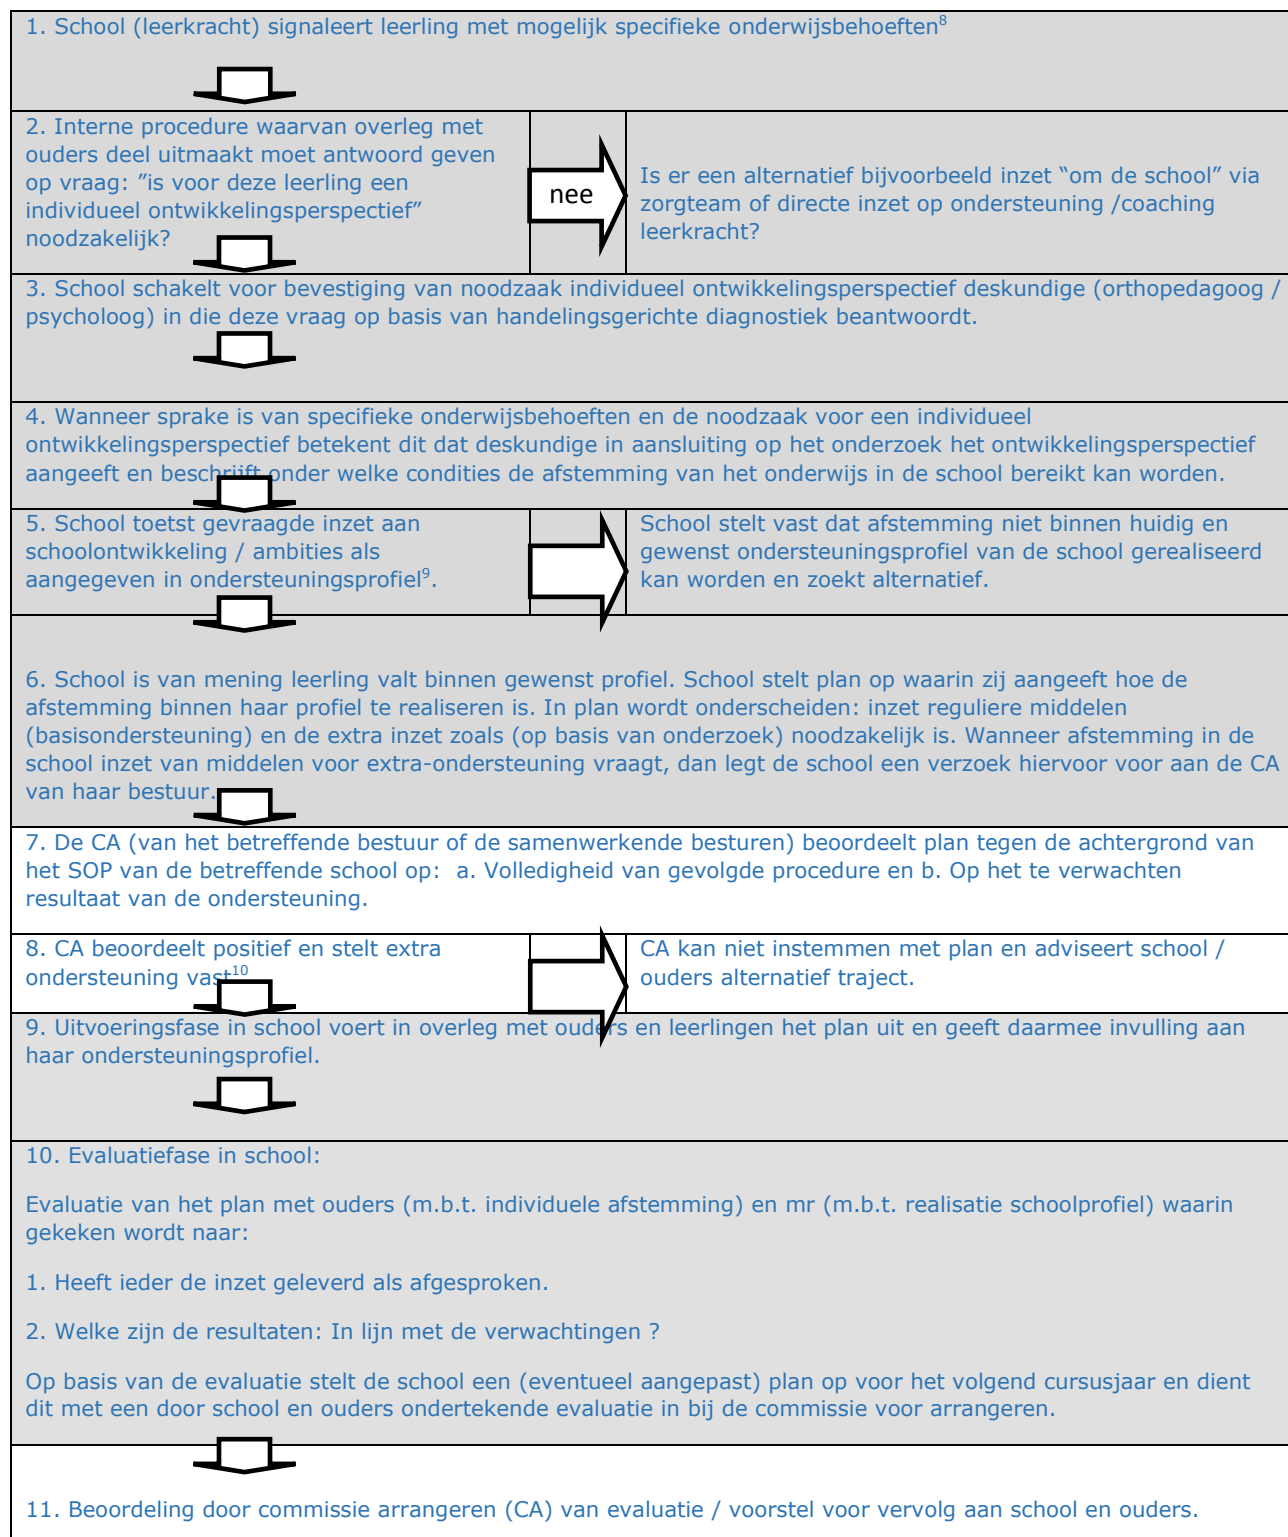 1. School (leerkracht) signaleert leerling met mogelijk specifieke onderwijsbehoeften⁸
2. Interne procedure waarvan overleg met
ouders deel uitmaakt moet antwoord geven
op vraag: ”is voor deze leerling een
individueel ontwikkelingsperspectief”
noodzakelijk?
nee
Is er een alternatief bijvoorbeeld inzet “om de school” via
zorgteam of directe inzet op ondersteuning /coaching
leerkracht?
3. School schakelt voor bevestiging van noodzaak individueel ontwikkelingsperspectief deskundige (orthopedagoog /
psycholoog) in die deze vraag op basis van handelingsgerichte diagnostiek beantwoordt.
4. Wanneer sprake is van specifieke onderwijsbehoeften en de noodzaak voor een individueel
ontwikkelingsperspectief betekent dit dat deskundige in aansluiting op het onderzoek het ontwikkelingsperspectief
aangeeft en beschrijft onder welke condities de afstemming van het onderwijs in de school bereikt kan worden.
5. School toetst gevraagde inzet aan
schoolontwikkeling / ambities als
aangegeven in ondersteuningsprofiel⁹.
School stelt vast dat afstemming niet binnen huidig en
gewenst ondersteuningsprofiel van de school gerealiseerd
kan worden en zoekt alternatief.
6. School is van mening leerling valt binnen gewenst profiel. School stelt plan op waarin zij aangeeft hoe de
afstemming binnen haar profiel te realiseren is. In plan wordt onderscheiden: inzet reguliere middelen
(basisondersteuning) en de extra inzet zoals (op basis van onderzoek) noodzakelijk is. Wanneer afstemming in de
school inzet van middelen voor extra-ondersteuning vraagt, dan legt de school een verzoek hiervoor voor aan de CA
van haar bestuur.
7. De CA (van het betreffende bestuur of de samenwerkende besturen) beoordeelt plan tegen de achtergrond van
het SOP van de betreffende school op: a. Volledigheid van gevolgde procedure en b. Op het te verwachten
resultaat van de ondersteuning.
8. CA beoordeelt positief en stelt extra
ondersteuning vast¹⁰
CA kan niet instemmen met plan en adviseert school /
ouders alternatief traject.
9. Uitvoeringsfase in school voert in overleg met ouders en leerlingen het plan uit en geeft daarmee invulling aan
haar ondersteuningsprofiel.
10. Evaluatiefase in school:
Evaluatie van het plan met ouders (m.b.t. individuele afstemming) en mr (m.b.t. realisatie schoolprofiel) waarin
gekeken wordt naar:
1. Heeft ieder de inzet geleverd als afgesproken.
2. Welke zijn de resultaten: In lijn met de verwachtingen ?
Op basis van de evaluatie stelt de school een (eventueel aangepast) plan op voor het volgend cursusjaar en dient
dit met een door school en ouders ondertekende evaluatie in bij de commissie voor arrangeren.
11. Beoordeling door commissie arrangeren (CA) van evaluatie / voorstel voor vervolg aan school en ouders.